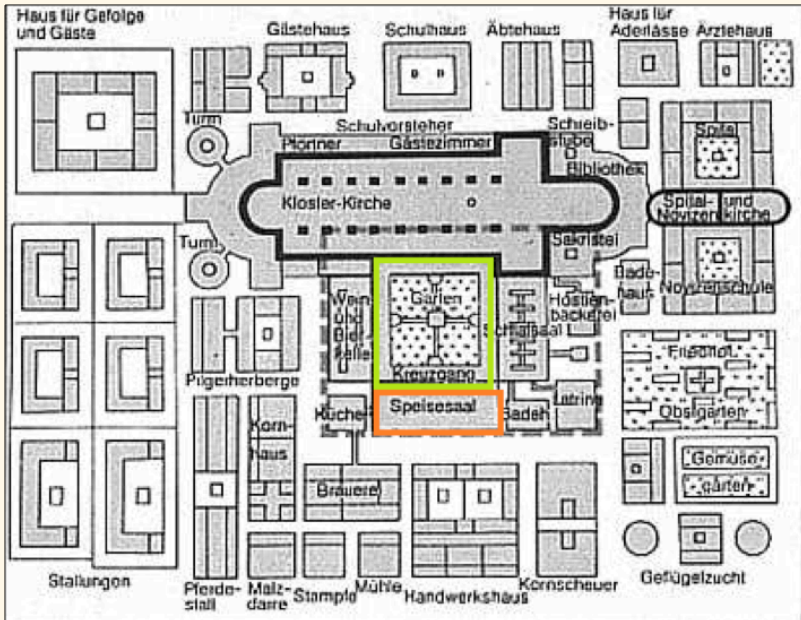 Haus für Gefolge
und Gäste
Gästehaus
Schulhaus
Äbtehaus
Haus für
Aderlässe
Ärztehaus
Turm
Schulvorsteher
Pförtner
Gästezimmer
Schreib-
stube
Bibliothek
Spital
Kloster-Kirche
Spital- und
Novizenkirche
Turm
Sakristei
Garten
Wein
und
Bier
keller
Schlafsaal
Hostien-
bäckerei
Bade-
haus
Novizenschule
Kreuzgang
Pilgerherberge
Friedhof,
Obstgarten
Küche
Speisesaal
Baden
Latrine
Korn-
haus
Gemüse
gärten
Brauerei
Stallungen
Pferde-
stall
Malz-
darre
Stampfe
Mühle
Handwerkshaus
Kornscheuer
Geflügelzucht